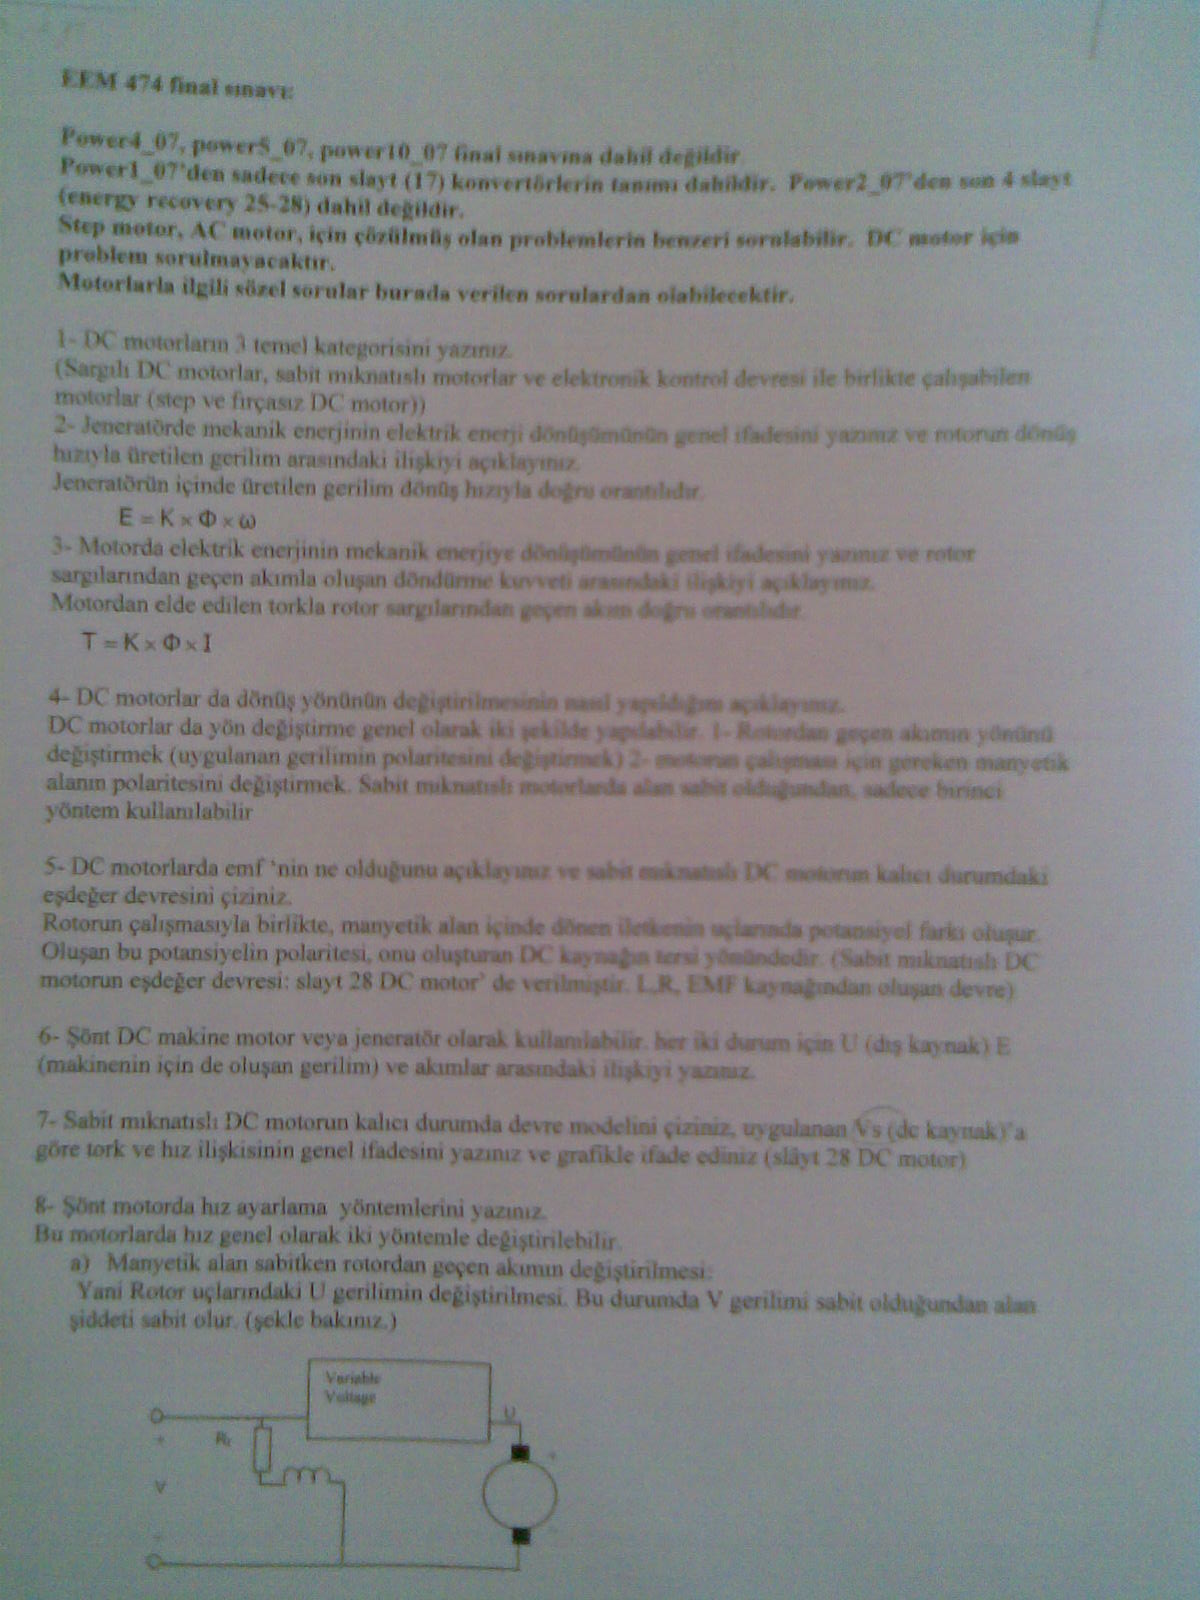 EEM 474 final sınavı:
Power4_07, power5_07, power10_07 final sınavına dahil değildir.
Power1_07'den sadece son slayt (17) konvertörlerin tanımı dahildir. Power2_07'den son 4 slayt
(energy recovery 25-28) dahil değildir.
Step motor, AC motor, için çözülmüş olan problemlerin benzeri sorulabilir. DC motor için
problem sorulmayacaktır.
Motorlarla ilgili sözel sorular burada verilen sorulardan olabilecektir.
1- DC motorların 3 temel kategorisini yazınız.
(Sargılı DC motorlar, sabit mıknatıslı motorlar ve elektronik kontrol devresi ile birlikte çalışabilen
motorlar (step ve fırçasız DC motor))
2- Jeneratörde mekanik enerjinin elektrik enerji dönüşümünün genel ifadesini yazınız ve rotorun dönüş
hızıyla üretilen gerilim arasındaki ilişkiyi açıklayınız.
Jeneratörün içinde üretilen gerilim dönüş hızıyla doğru orantılıdır.
E = K × Φ × ω
3- Motorda elektrik enerjinin mekanik enerjiye dönüşümünün genel ifadesini yazınız ve rotor
sargılarından geçen akımla oluşan döndürme kuvveti arasındaki ilişkiyi açıklayınız.
Motordan elde edilen torkla rotor sargılarından geçen akım doğru orantılıdır.
T = K × Φ × I
4- DC motorlar da dönüş yönünün değiştirilmesinin nasıl yapıldığını açıklayınız.
DC motorlar da yön değiştirme genel olarak iki şekilde yapılabilir. 1- Rotordan geçen akımın yönünü
değiştirmek (uygulanan gerilimin polaritesini değiştirmek) 2- motorun çalışması için gereken manyetik
alanın polaritesini değiştirmek. Sabit mıknatıslı motorlarda alan sabit olduğundan, sadece birinci
yöntem kullanılabilir
5- DC motorlarda emf 'nin ne olduğunu açıklayınız ve sabit mıknatıslı DC motorun kalıcı durumdaki
eşdeğer devresini çiziniz.
Rotorun çalışmasıyla birlikte, manyetik alan içinde dönen iletkenin uçlarında potansiyel farkı oluşur.
Oluşan bu potansiyelin polaritesi, onu oluşturan DC kaynağın tersi yönündedir. (Sabit mıknatıslı DC
motorun eşdeğer devresi: slayt 28 DC motor' de verilmiştir. L,R, EMF kaynağından oluşan devre)
6- Şönt DC makine motor veya jeneratör olarak kullanılabilir. her iki durum için U (dış kaynak) E
(makinenin için de oluşan gerilim) ve akımlar arasındaki ilişkiyi yazınız.
7- Sabit mıknatıslı DC motorun kalıcı durumda devre modelini çiziniz, uygulanan Vs (dc kaynak)'a
göre tork ve hız ilişkisinin genel ifadesini yazınız ve grafikle ifade ediniz (slayt 28 DC motor)
8- Şönt motorda hız ayarlama yöntemlerini yazınız.
Bu motorlarda hız genel olarak iki yöntemle değiştirilebilir.
a) Manyetik alan sabitken rotordan geçen akımın değiştirilmesi:
Yani Rotor uçlarındaki U gerilimin değiştirilmesi. Bu durumda V gerilimi sabit olduğundan alan
şiddeti sabit olur. (şekle bakınız.)
Variable
Voltage
U
+
V
-